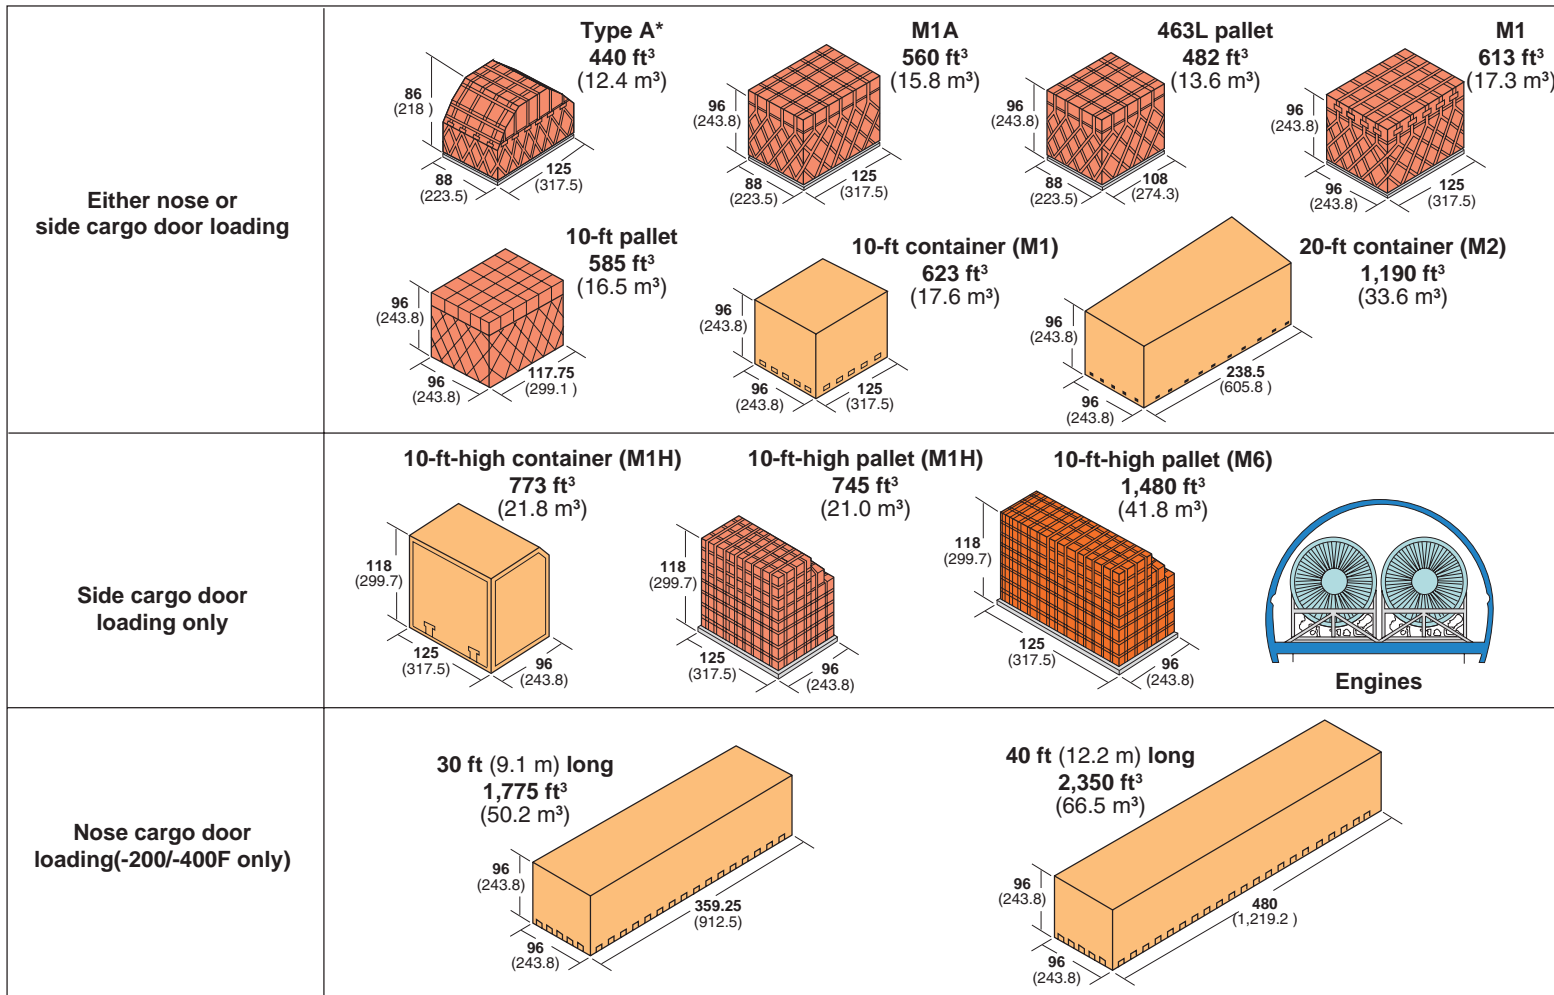 Either nose or
side cargo door loading
Type A*
440 ft³
(12.4 m³)
86
(218 )
88
(223.5)
125
(317.5)
M1A
560 ft³
(15.8 m³)
96
(243.8)
88
(223.5)
125
(317.5)
463L pallet
482 ft³
(13.6 m³)
96
(243.8)
88
(223.5)
108
(274.3)
M1
613 ft³
(17.3 m³)
96
(243.8)
96
(243.8)
125
(317.5)
10-ft pallet
585 ft³
(16.5 m³)
96
(243.8)
96
(243.8)
117.75
(299.1 )
10-ft container (M1)
623 ft³
(17.6 m³)
96
(243.8)
96
(243.8)
125
(317.5)
20-ft container (M2)
1,190 ft³
(33.6 m³)
96
(243.8)
96
(243.8)
238.5
(605.8 )
Side cargo door
loading only
10-ft-high container (M1H)
773 ft³
(21.8 m³)
118
(299.7)
125
(317.5)
96
(243.8)
10-ft-high pallet (M1H)
745 ft³
(21.0 m³)
118
(299.7)
125
(317.5)
96
(243.8)
10-ft-high pallet (M6)
1,480 ft³
(41.8 m³)
118
(299.7)
125
(317.5)
96
(243.8)
Engines
Nose cargo door
loading(-200/-400F only)
30 ft (9.1 m) long
1,775 ft³
(50.2 m³)
96
(243.8)
96
(243.8)
359.25
(912.5)
40 ft (12.2 m) long
2,350 ft³
(66.5 m³)
96
(243.8)
96
(243.8)
480
(1,219.2 )